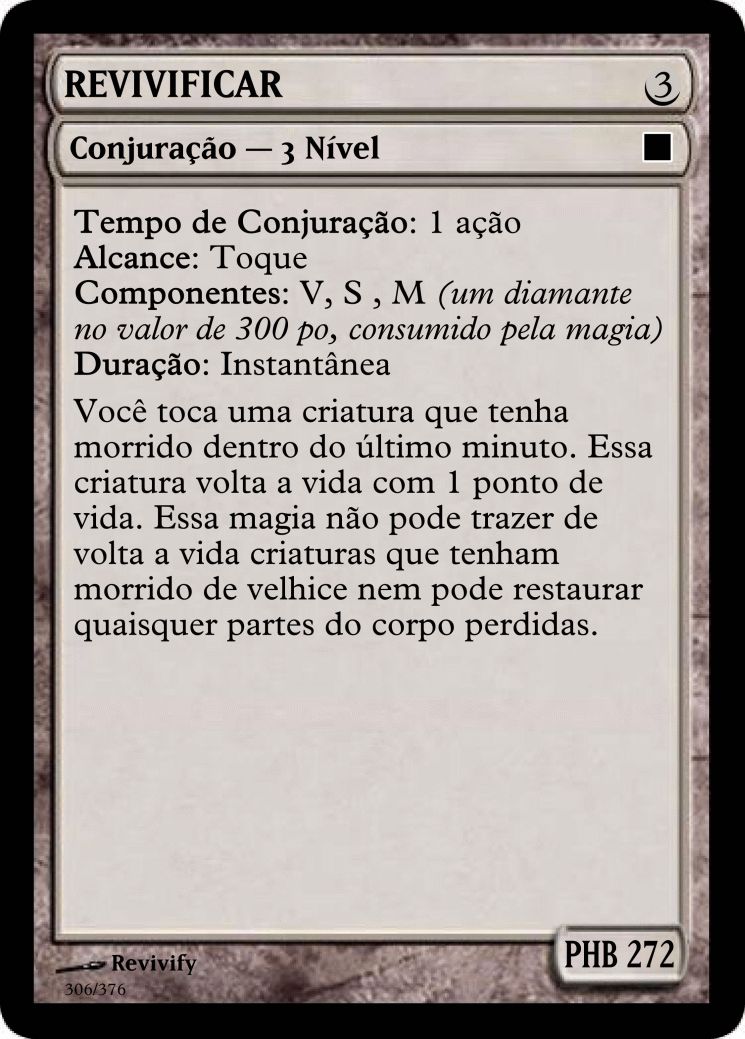 REVIVIFICAR 3
Conjuração — 3 Nível
Tempo de Conjuração: 1 ação
Alcance: Toque
Componentes: V, S , M (um diamante
no valor de 300 po, consumido pela magia)
Duração: Instantânea
Você toca uma criatura que tenha
morrido dentro do último minuto. Essa
criatura volta a vida com 1 ponto de
vida. Essa magia não pode trazer de
volta a vida criaturas que tenham
morrido de velhice nem pode restaurar
quaisquer partes do corpo perdidas.
PHB 272
Revivify
306/376